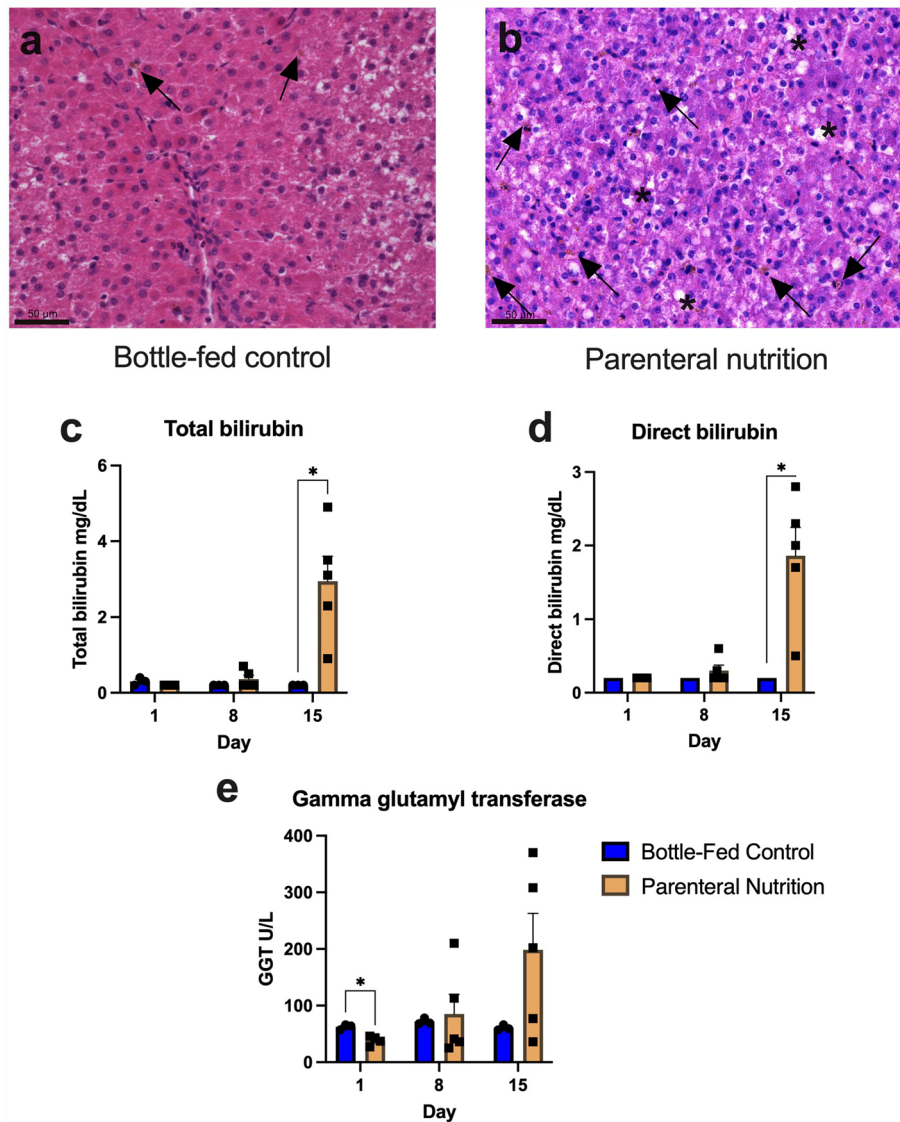 a
b
50 μm
50 μm
Bottle-fed control
Parenteral nutrition
c
Total bilirubin
Total bilirubin mg/dL
6
4
2
0
*
1
8
15
Day
d
Direct bilirubin
Direct bilirubin mg/dL
3
2
1
0
*
1
8
15
Day
e
Gamma glutamyl transferase
GGT U/L
400
300
200
100
0
*
1
8
15
Day
Bottle-Fed Control
Parenteral Nutrition